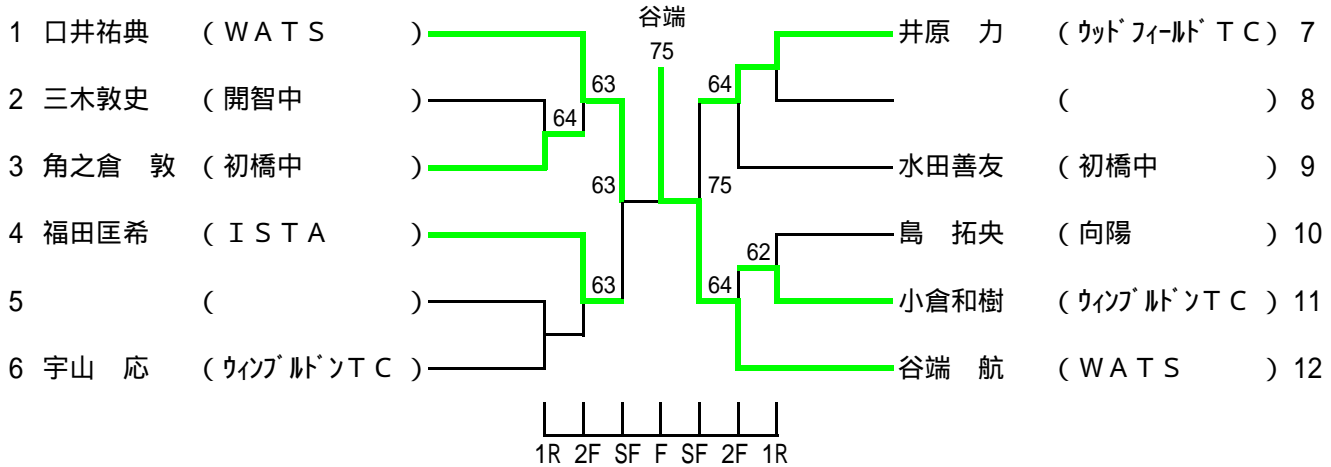 谷端
75
1 口井祐典 (ＷＡＴＳ )
2 三木敦史 (開智中 )
3 角之倉 敦 (初橋中 )
4 福田匡希 (ＩＳＴＡ )
5 ( )
6 宇山 応 (ｳｨﾝﾌﾞﾙﾄﾞﾝＴＣ )
63
64
63
63
64
75
62
64
井原 力 (ｳｯﾄﾞﾌｨｰﾙﾄﾞＴＣ) 7
( ) 8
水田善友 (初橋中 ) 9
島 拓央 (向陽 ) 10
小倉和樹 (ｳｨﾝﾌﾞﾙﾄﾞﾝＴＣ ) 11
谷端 航 (ＷＡＴＳ ) 12
1R 2F SF F SF 2F 1R